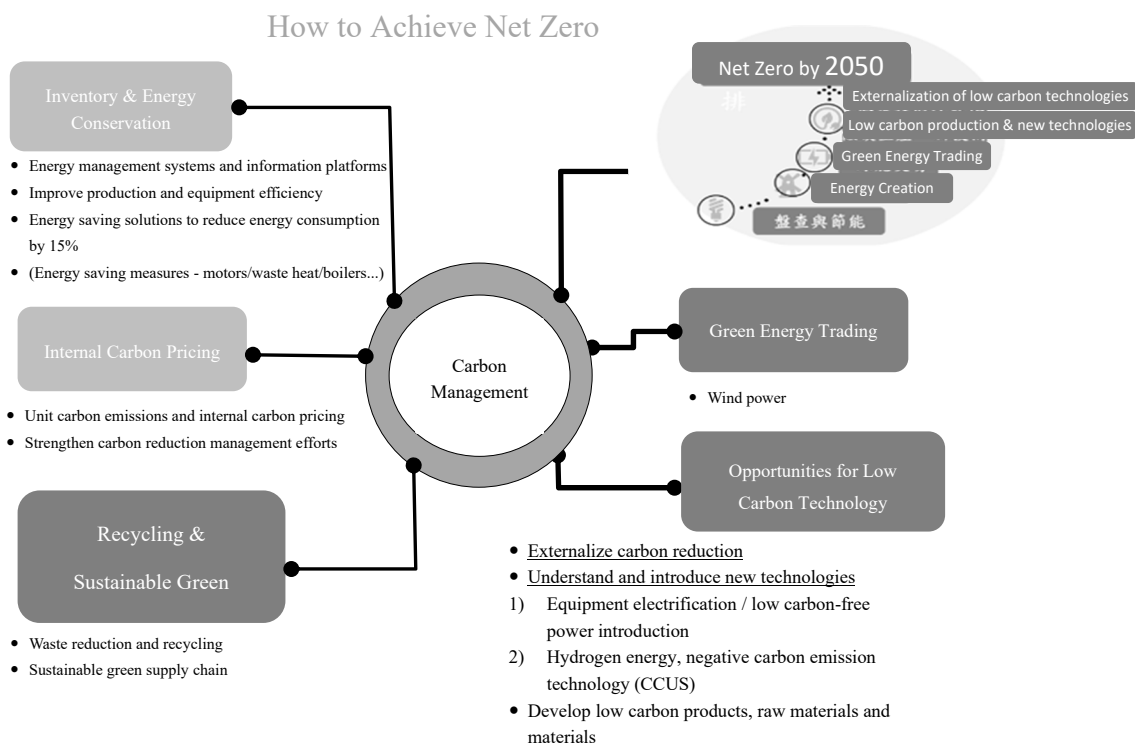 How to Achieve Net Zero
Inventory & Energy
Conservation
• Energy management systems and information platforms
• Improve production and equipment efficiency
• Energy saving solutions to reduce energy consumption
by 15%
• (Energy saving measures - motors/waste heat/boilers...)
Internal Carbon Pricing
• Unit carbon emissions and internal carbon pricing
• Strengthen carbon reduction management efforts
Recycling &
Sustainable Green
• Waste reduction and recycling
• Sustainable green supply chain
Carbon
Management
Net Zero by 2050
排
Externalization of low carbon technologies
Low carbon production & new technologies
Green Energy Trading
Energy Creation
盤查與節能
Green Energy Trading
• Wind power
Opportunities for Low
Carbon Technology
• Externalize carbon reduction
• Understand and introduce new technologies
1) Equipment electrification / low carbon-free
power introduction
2) Hydrogen energy, negative carbon emission
technology (CCUS)
• Develop low carbon products, raw materials and
materials